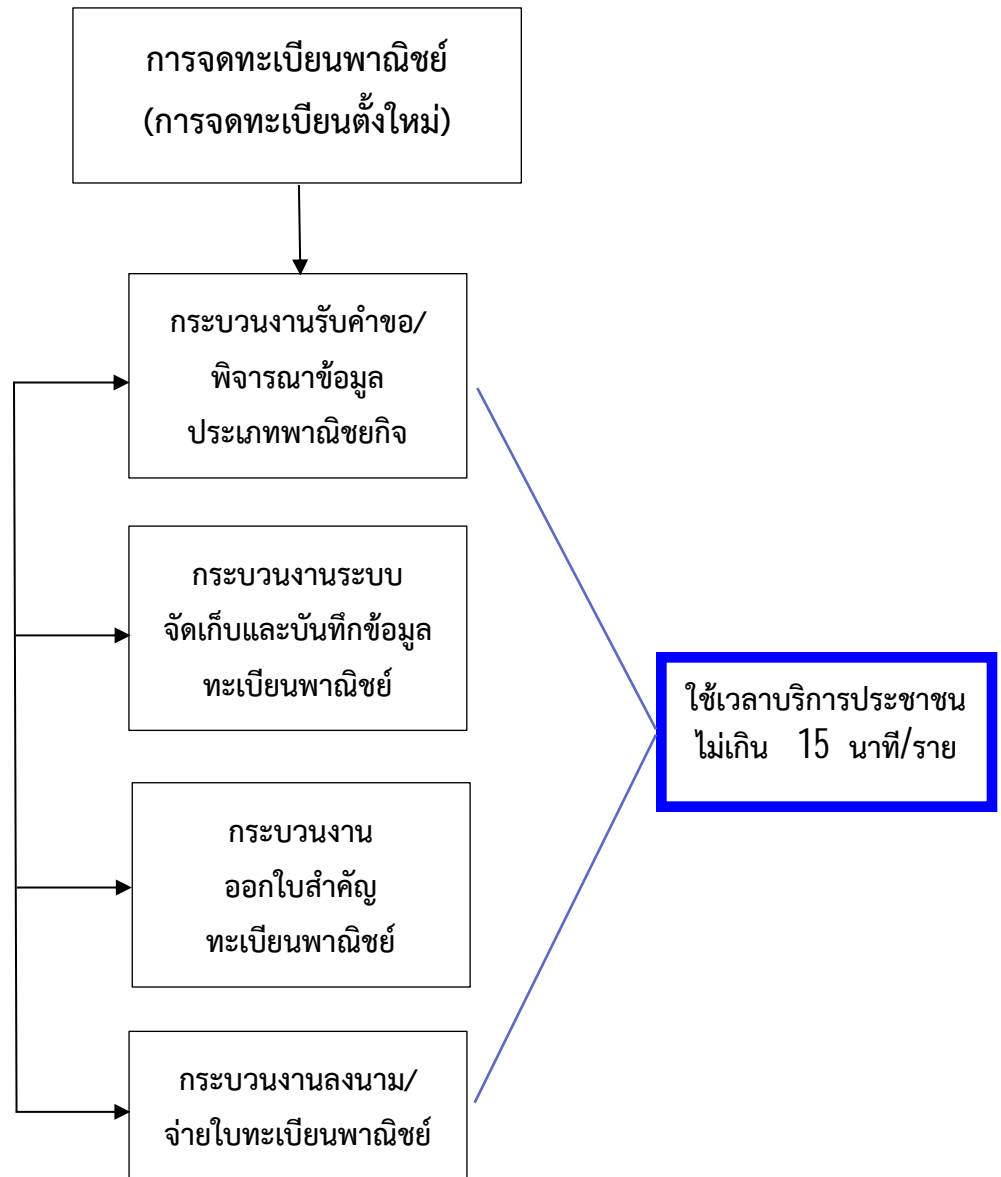 การจดทะเบียนพาณิชย์
(การจดทะเบียนตั้งใหม่)
กระบวนงานรับคำขอ/
พิจารณาข้อมูล
ประเภทพาณิชยกิจ
กระบวนงานระบบ
จัดเก็บและบันทึกข้อมูล
ทะเบียนพาณิชย์
ใช้เวลาบริการประชาชน
ไม่เกิน 15 นาที/ราย
กระบวนงาน
ออกใบสำคัญ
ทะเบียนพาณิชย์
กระบวนงานลงนาม/
จ่ายใบทะเบียนพาณิชย์